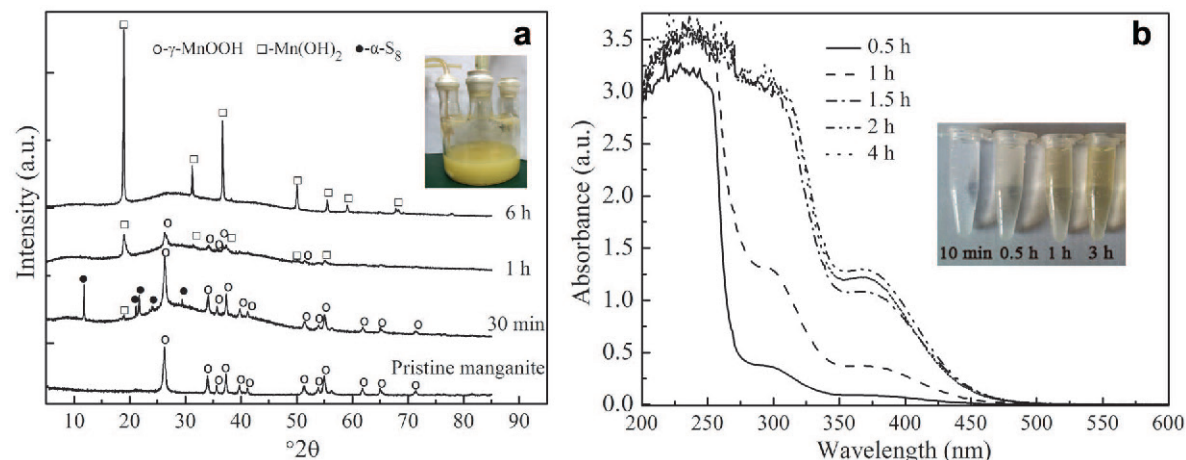 a
o-γ-MnOOH □-Mn(OH)₂ ●-α-S₈
Intensity (a.u.)
6 h
1 h
30 min
Pristine manganite
10 20 30 40 50 60 70 80 90
°2θ
b
0.5 h
1 h
1.5 h
2 h
4 h
3.5
3.0
2.5
2.0
1.5
1.0
0.5
0.0
Absorbance (a.u.)
10 min 0.5 h 1 h 3 h
200 250 300 350 400 450 500 550 600
Wavelength (nm)